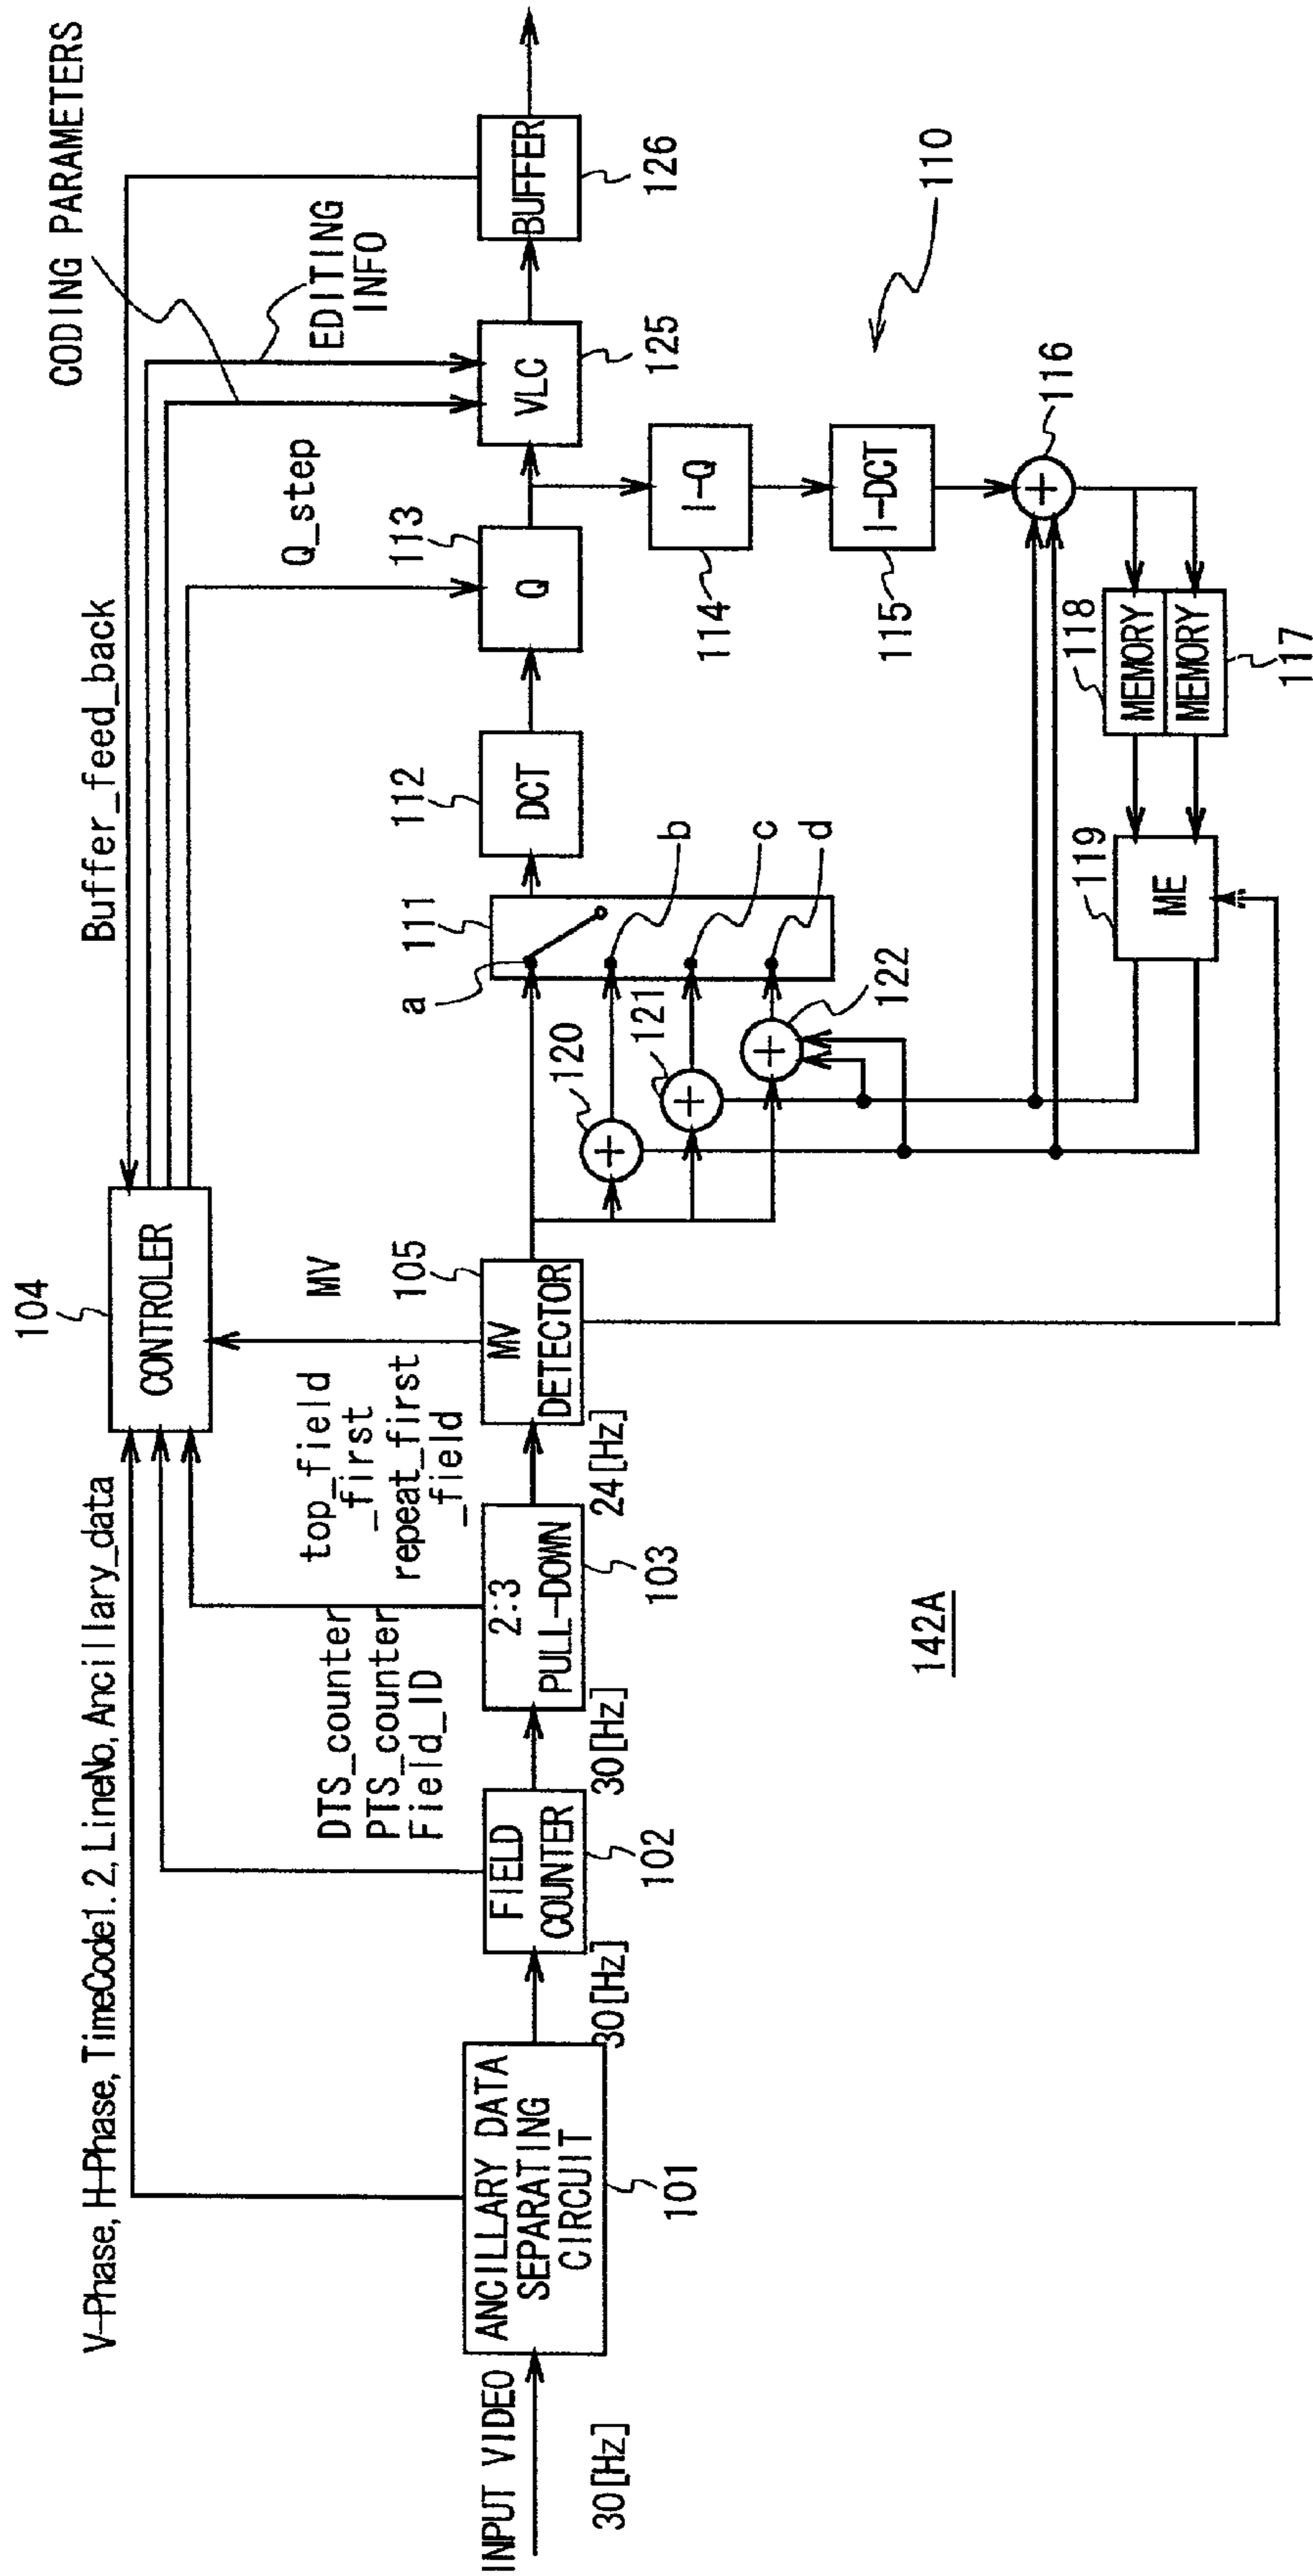 INPUT VIDEO
30[Hz]
ANCILLARY DATA
SEPARATING
CIRCUIT
101
30[Hz]
V-Phase, H-Phase, TimeCode1. 2, LineNo, Ancillary_data
FIELD
COUNTER
102
30[Hz]
DTS_counter
PTS_counter
Field_ID
2:3
PULL-DOWN
103
24[Hz]
top_field
_first
repeat_first
_field
MV
DETECTOR
105
MV
104
CONTROLER
Buffer_feed_back
Q_step
CODING PARAMETERS
EDITING
INFO
a
b
c
d
111
120
121
122
DCT
112
Q
113
VLC
125
BUFFER
126
I-Q
114
I-DCT
115
116
110
MEMORY
118
MEMORY
117
ME
119
142A